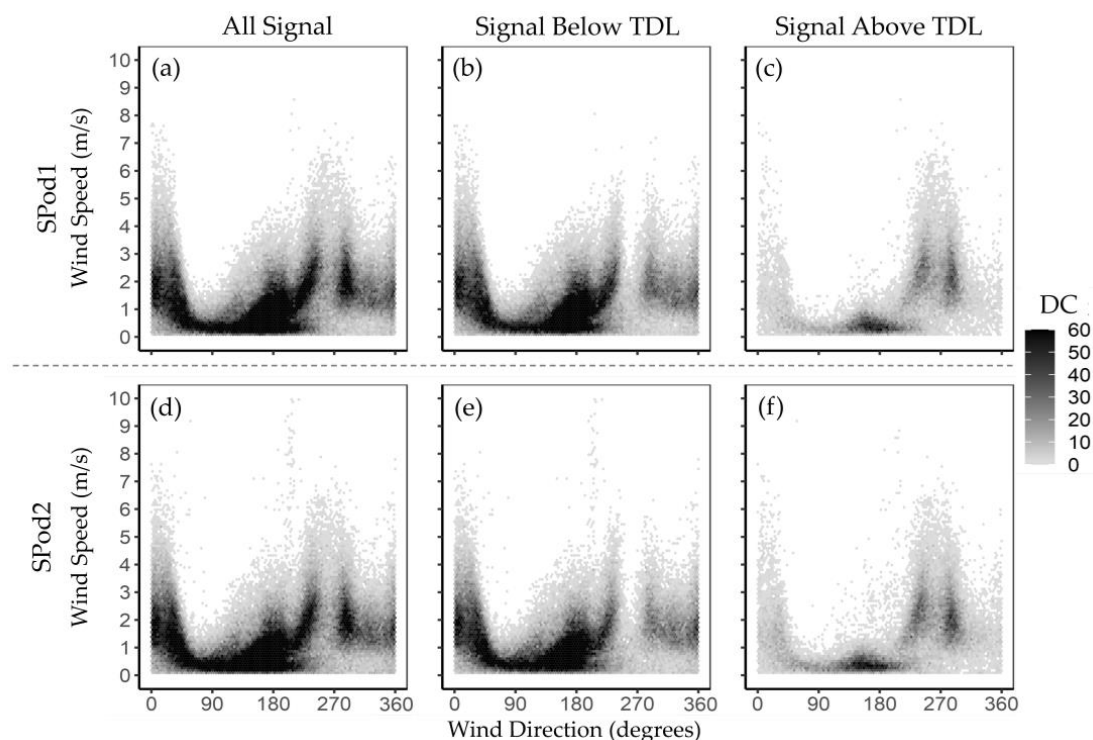 All Signal Signal Below TDL Signal Above TDL
(a) (b) (c)
SPod1
Wind Speed (m/s)
10
9
8
7
6
5
4
3
2
1
0
DC
60
50
40
30
20
10
0
(d) (e) (f)
SPod2
Wind Speed (m/s)
10
9
8
7
6
5
4
3
2
1
0
0 90 180 270 360 0 90 180 270 360 0 90 180 270 360
Wind Direction (degrees)